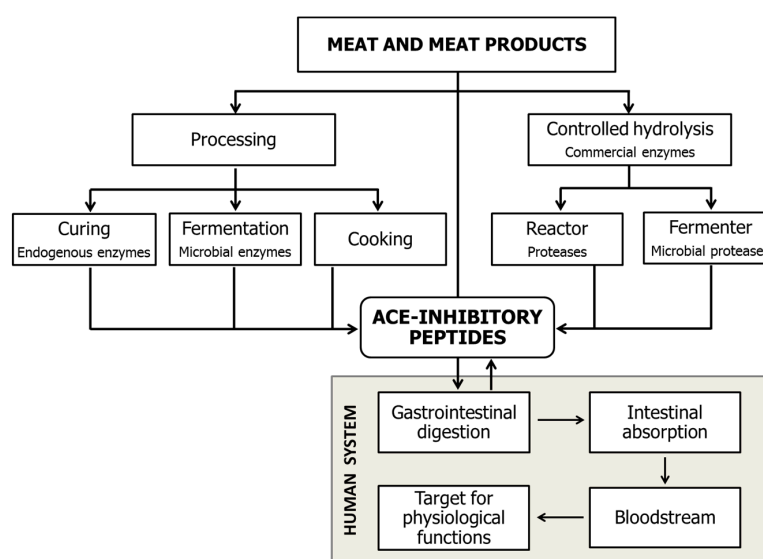 MEAT AND MEAT PRODUCTS
Processing
Controlled hydrolysis
Commercial enzymes
Curing
Endogenous enzymes
Fermentation
Microbial enzymes
Cooking
Reactor
Proteases
Fermenter
Microbial protease
ACE-INHIBITORY
PEPTIDES
HUMAN SYSTEM
Gastrointestinal
digestion
Intestinal
absorption
Target for
physiological
functions
Bloodstream